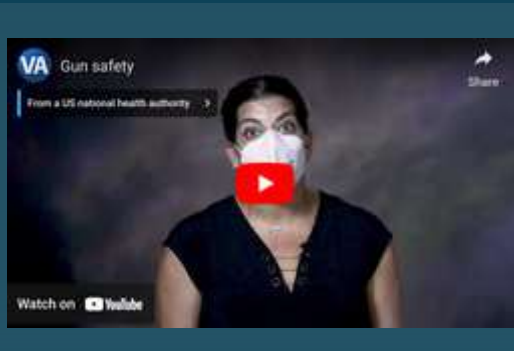 VA Gun safety
Share
From a US national health authority
Watch on YouTube